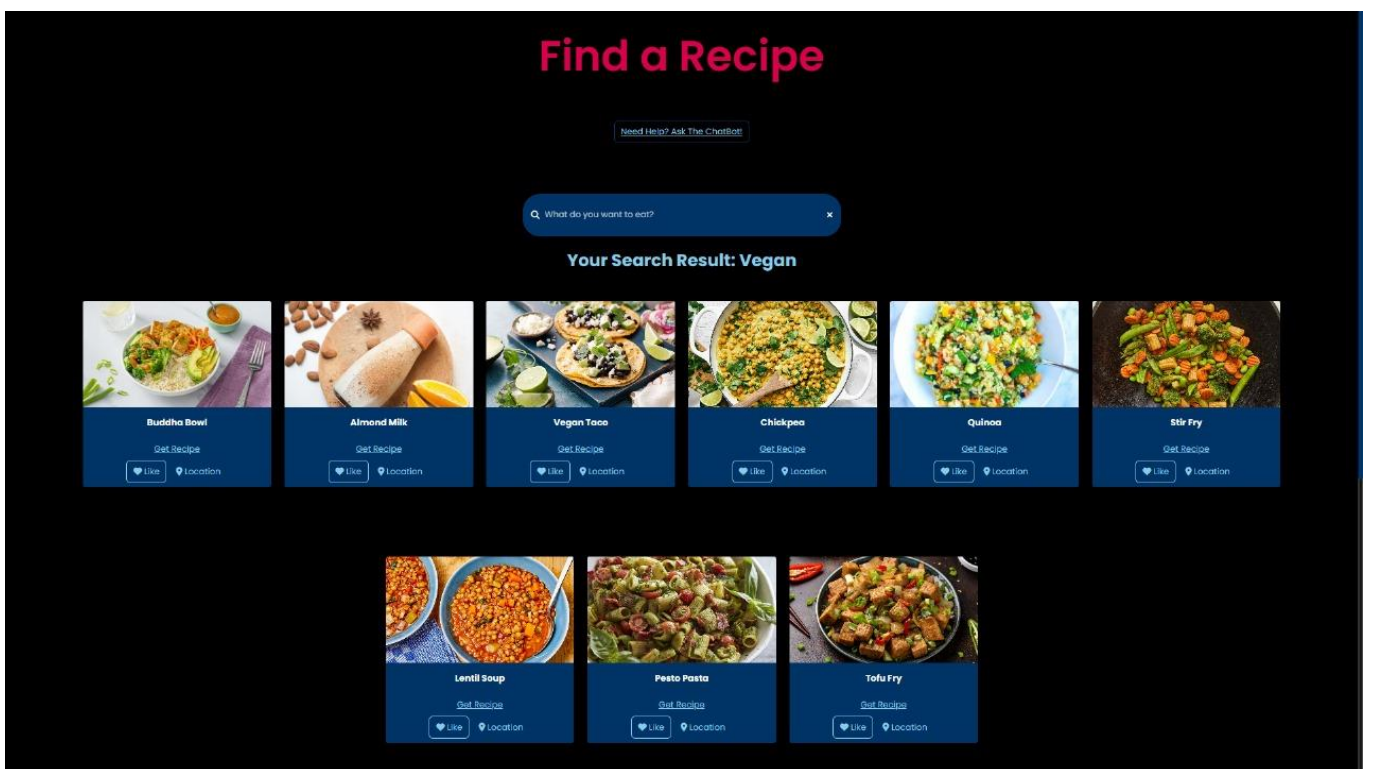 Find a Recipe
Need Help? Ask The ChatBot!
What do you want to eat?
Your Search Result: Vegan
Buddha Bowl
Get Recipe
Like Location
Almond Milk
Get Recipe
Like Location
Vegan Taco
Get Recipe
Like Location
Chickpea
Get Recipe
Like Location
Quinoa
Get Recipe
Like Location
Stir Fry
Get Recipe
Like Location
Lentil Soup
Get Recipe
Like Location
Pesto Pasta
Get Recipe
Like Location
Tofu Fry
Get Recipe
Like Location